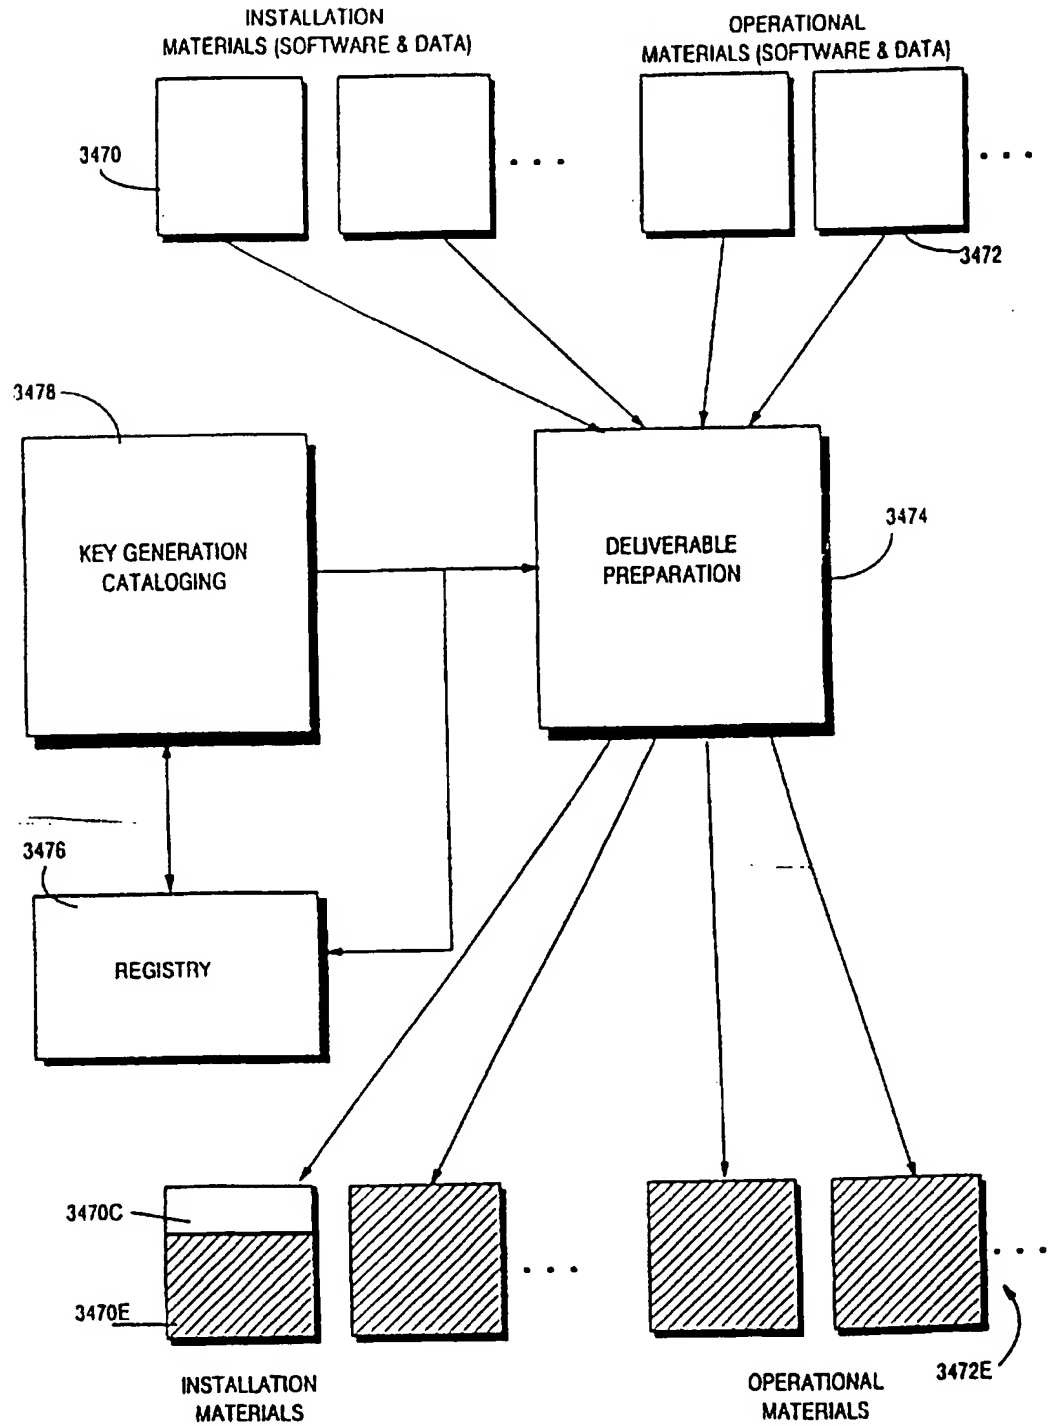 INSTALLATION
MATERIALS (SOFTWARE & DATA)
OPERATIONAL
MATERIALS (SOFTWARE & DATA)
3470
3472
3478
3474
KEY GENERATION
CATALOGING
DELIVERABLE
PREPARATION
3476
REGISTRY
3470C
3470E
3472E
INSTALLATION
MATERIALS
OPERATIONAL
MATERIALS